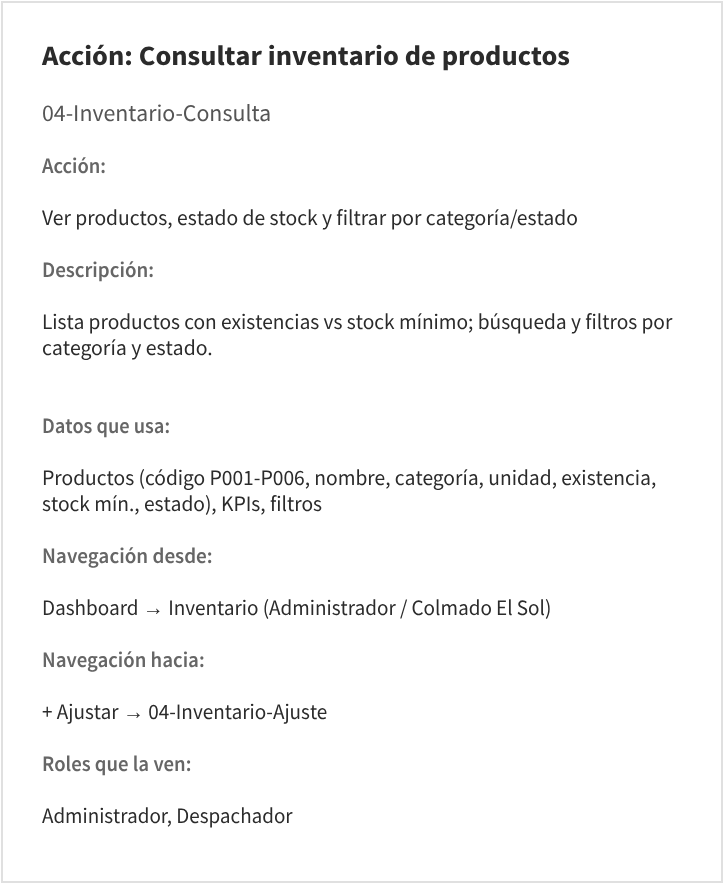 Acción: Consultar inventario de productos
04-Inventario-Consulta
Acción:
Ver productos, estado de stock y filtrar por categoría/estado
Descripción:
Lista productos con existencias vs stock mínimo; búsqueda y filtros por
categoría y estado.
Datos que usa:
Productos (código P001-P006, nombre, categoría, unidad, existencia,
stock mín., estado), KPIs, filtros
Navegación desde:
Dashboard → Inventario (Administrador / Colmado El Sol)
Navegación hacia:
+ Ajustar → 04-Inventario-Ajuste
Roles que la ven:
Administrador, Despachador